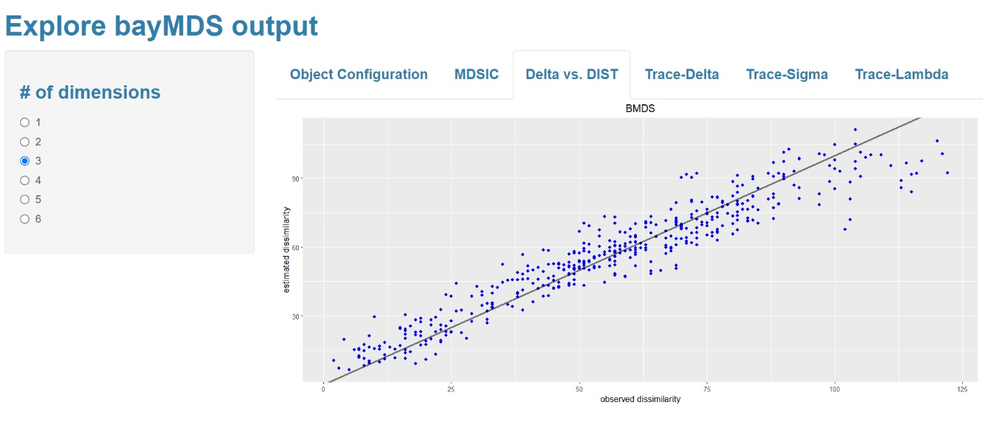 Explore bayMDS output
# of dimensions
1
2
3
4
5
6
Object Configuration MDSIC Delta vs. DIST Trace-Delta Trace-Sigma Trace-Lambda
BMDS
estimated dissimilarity
90
60
30
0 25 50 75 100 125
observed dissimilarity